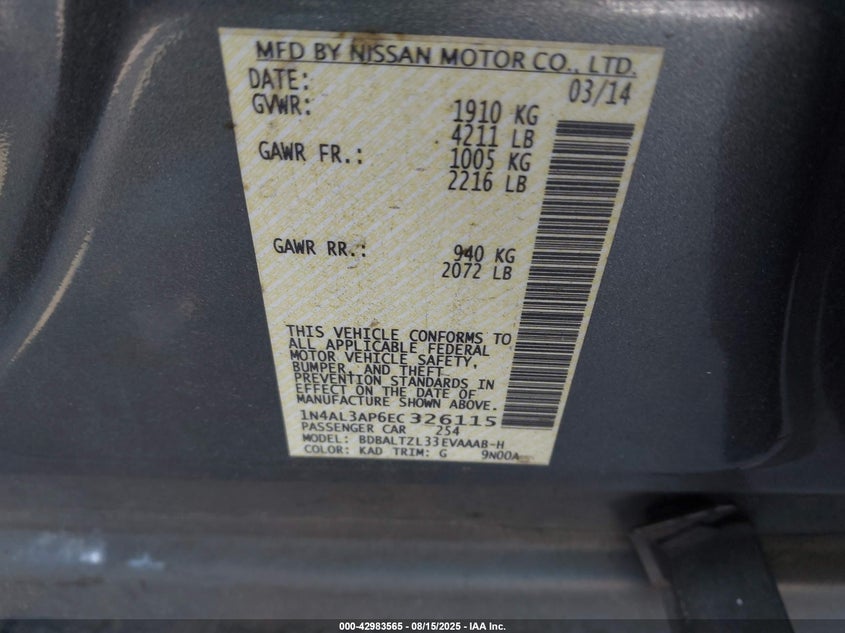 MFD BY NISSAN MOTOR CO., LTD.
DATE: 03/14
GVWR: 1910 KG
4211 LB
GAWR FR.: 1005 KG
2216 LB
GAWR RR.: 940 KG
2072 LB
THIS VEHICLE CONFORMS TO
ALL APPLICABLE FEDERAL
MOTOR VEHICLE SAFETY,
BUMPER, AND THEFT
PREVENTION STANDARDS IN
EFFECT ON THE DATE OF
MANUFACTURE SHOWN ABOVE.
1N4AL3AP6EC326115
PASSENGER CAR 254
MODEL: BDBALTZL33EVAAAB-H
COLOR: KAD TRIM: G 9N00A
000-42983565 - 08/15/2025 - IAA Inc.